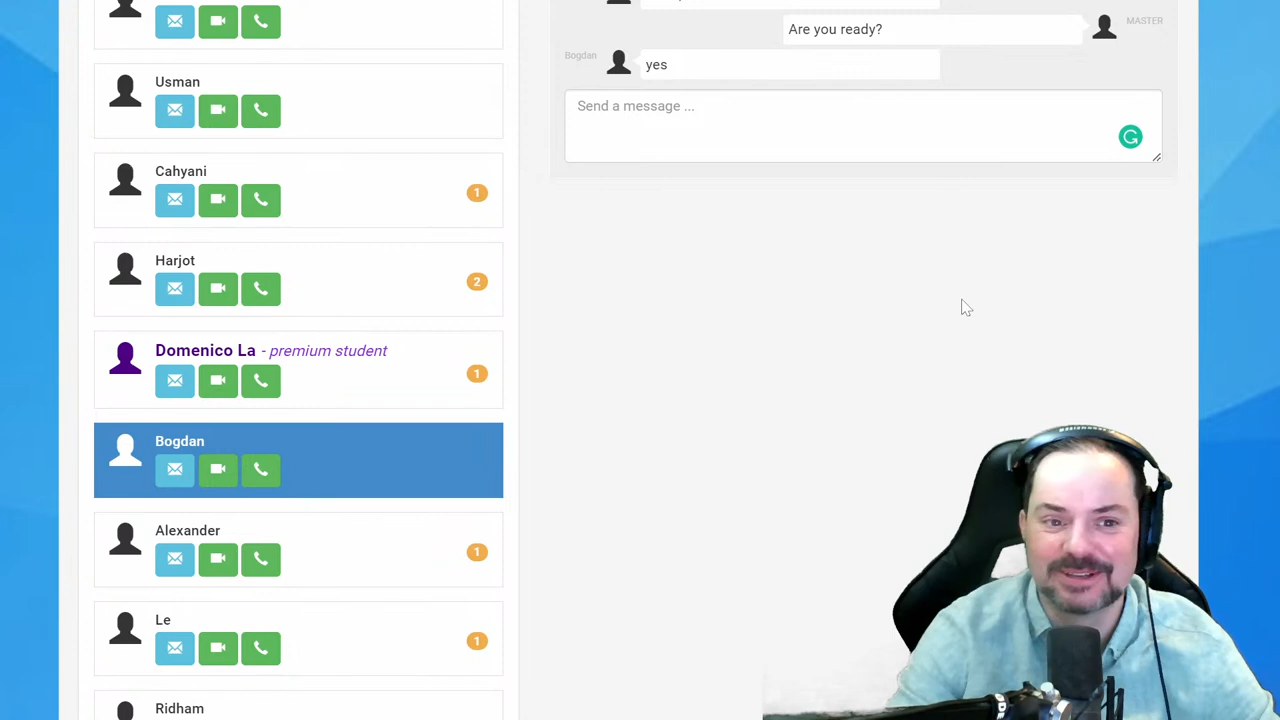 Usman
Cahyani
1
Harjot
2
Domenico La - premium student
1
Bogdan
Alexander
1
Le
1
Ridham
Are you ready?
MASTER
Bogdan
yes
Send a message ...